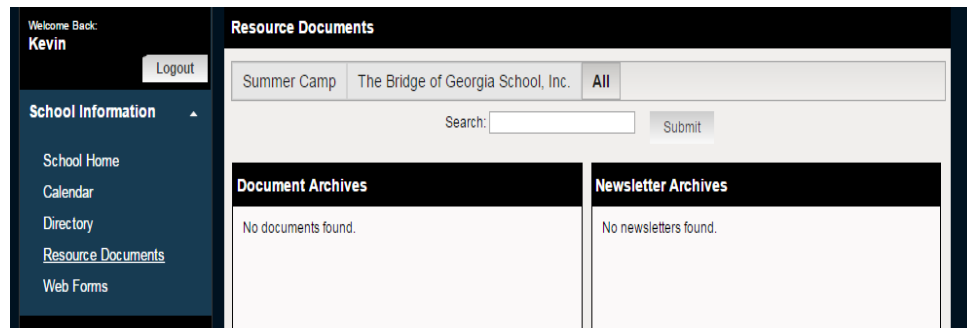 Welcome Back:
Kevin
Logout
School Information
School Home
Calendar
Directory
Resource Documents
Web Forms
Resource Documents
Summer Camp The Bridge of Georgia School, Inc. All
Search: Submit
Document Archives
No documents found.
Newsletter Archives
No newsletters found.